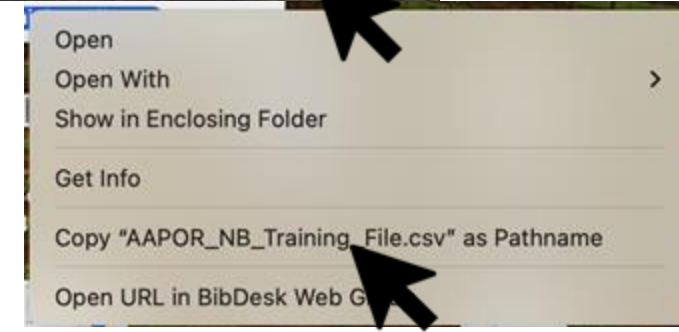 Open
Open With
Show in Enclosing Folder
Get Info
Copy "AAPOR_NB_Training_File.csv" as Pathname
Open URL in BibDesk Web